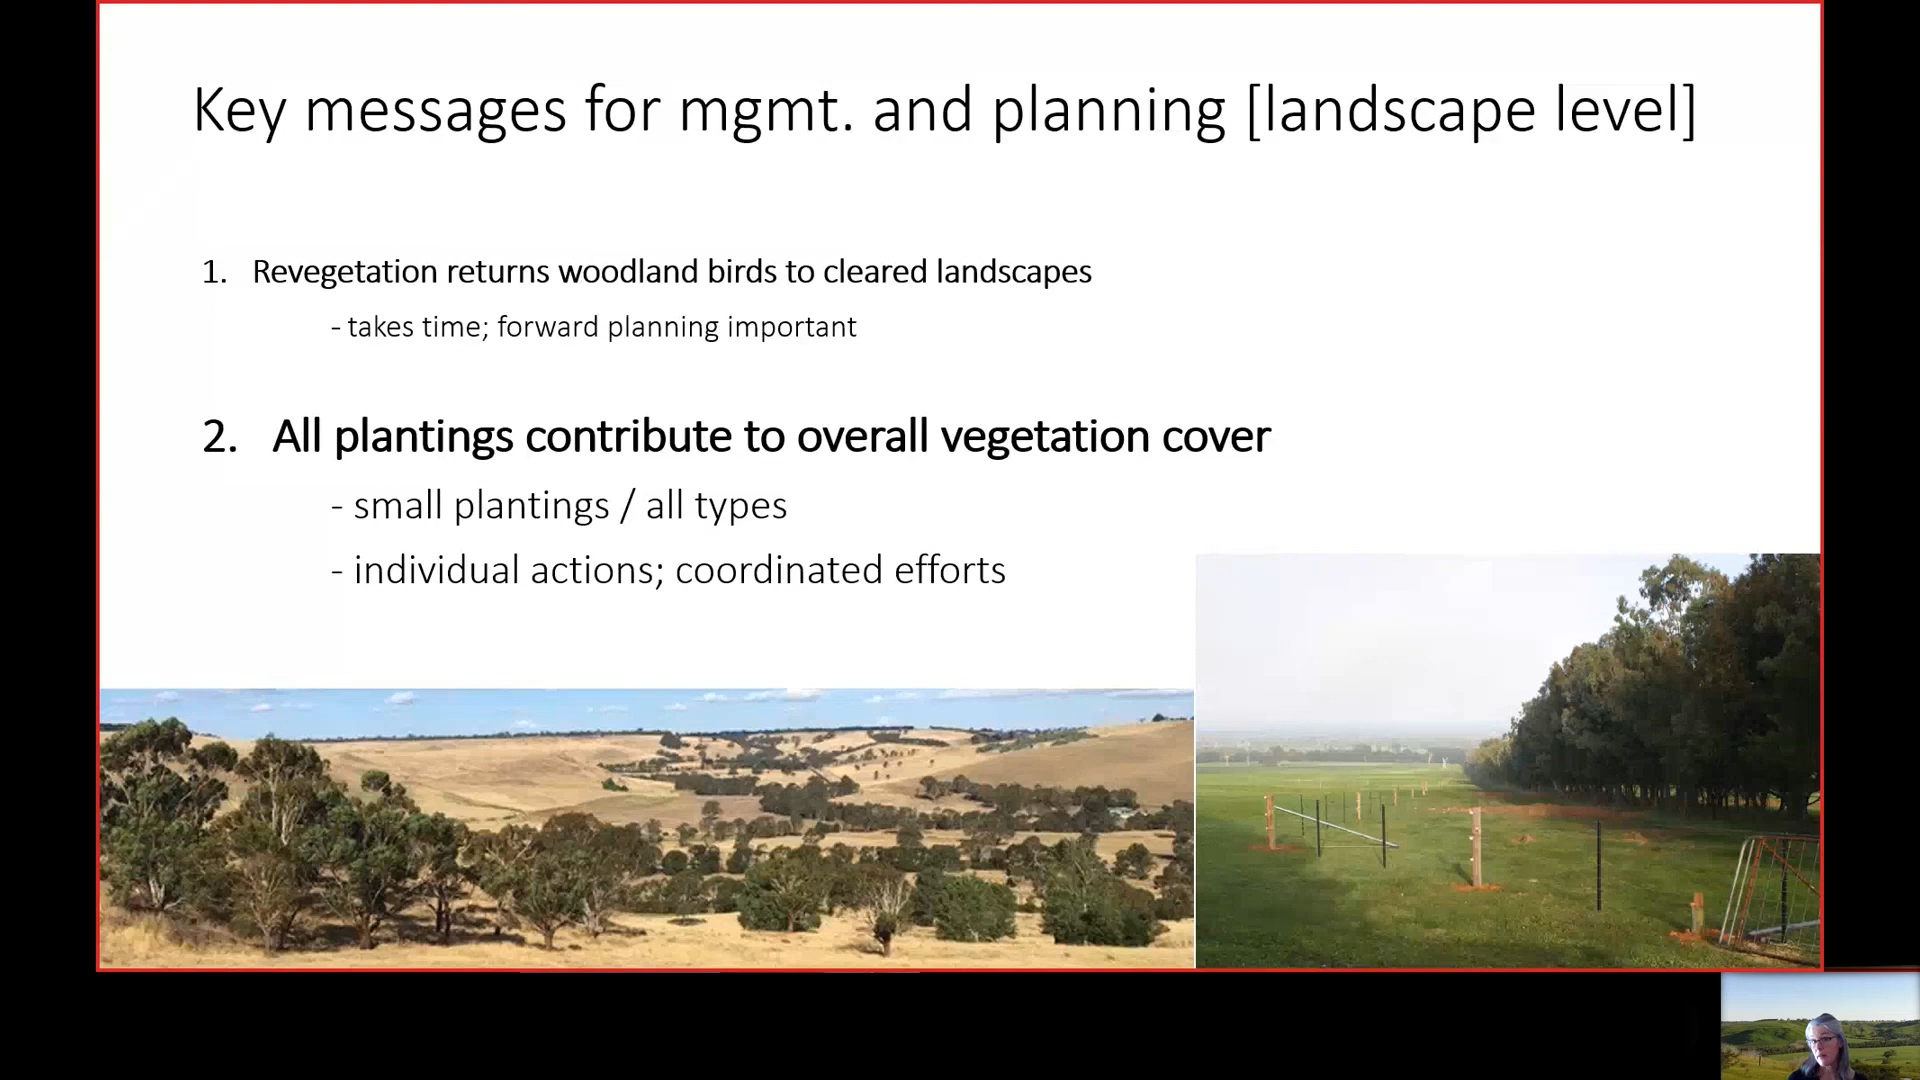 Key messages for mgmt. and planning [landscape level]
1. Revegetation returns woodland birds to cleared landscapes
- takes time; forward planning important
2. All plantings contribute to overall vegetation cover
- small plantings / all types
- individual actions; coordinated efforts